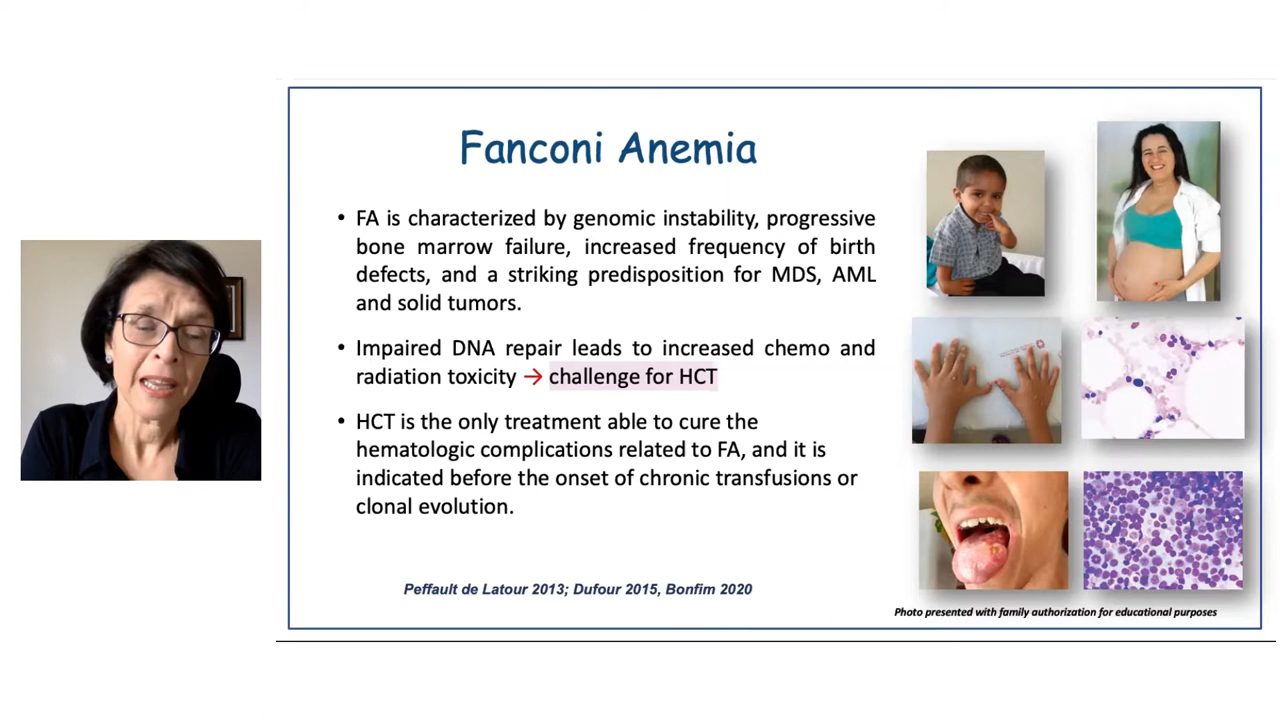 Fanconi Anemia
• FA is characterized by genomic instability, progressive
bone marrow failure, increased frequency of birth
defects, and a striking predisposition for MDS, AML
and solid tumors.
• Impaired DNA repair leads to increased chemo and
radiation toxicity → challenge for HCT
• HCT is the only treatment able to cure the
hematologic complications related to FA, and it is
indicated before the onset of chronic transfusions or
clonal evolution.
Peffault de Latour 2013; Dufour 2015, Bonfim 2020
Photo presented with family authorization for educational purposes